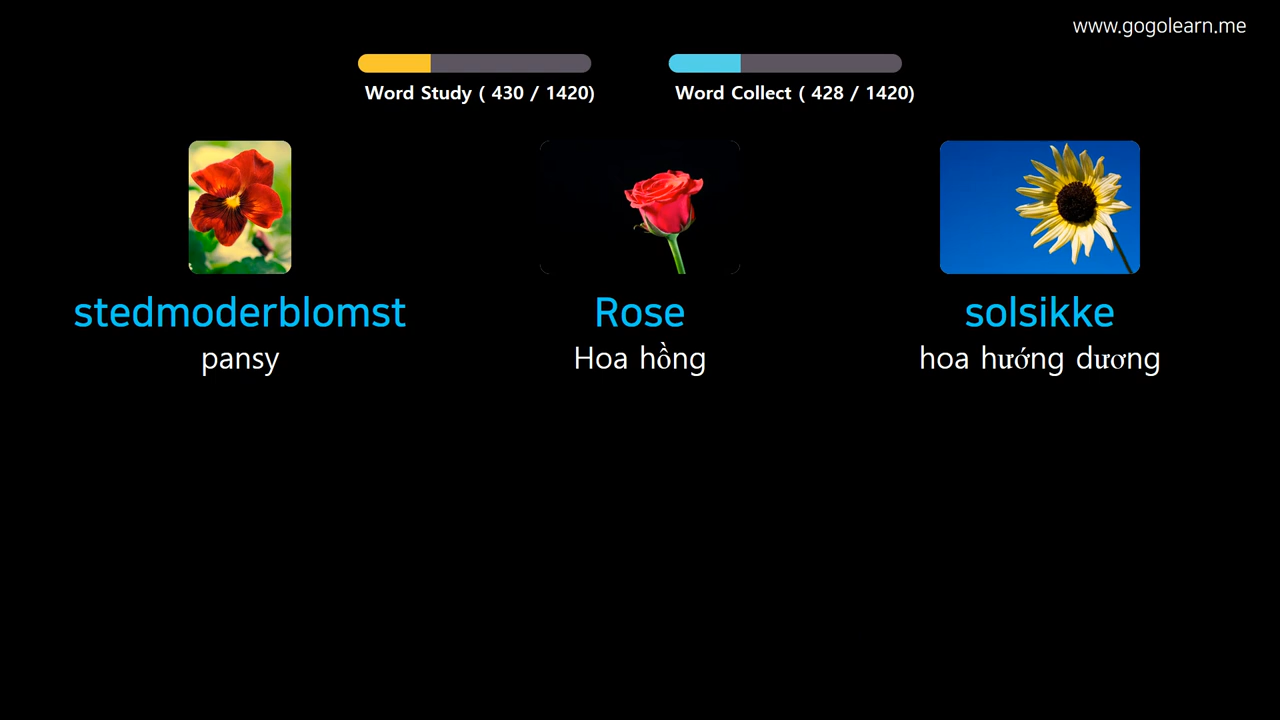 www.gogolearn.me
Word Study ( 430 / 1420)
Word Collect ( 428 / 1420)
stedmoderblomst
pansy
Rose
Hoa hồng
solsikke
hoa hướng dương